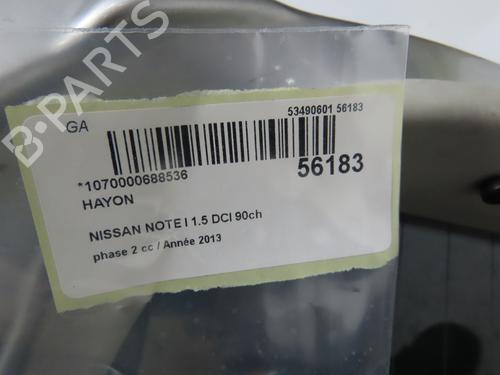 GA
53490601 56183
*1070000688536
56183
HAYON
NISSAN NOTE I 1.5 DCI 90ch
phase 2 cc / Année 2013
B-PARTS